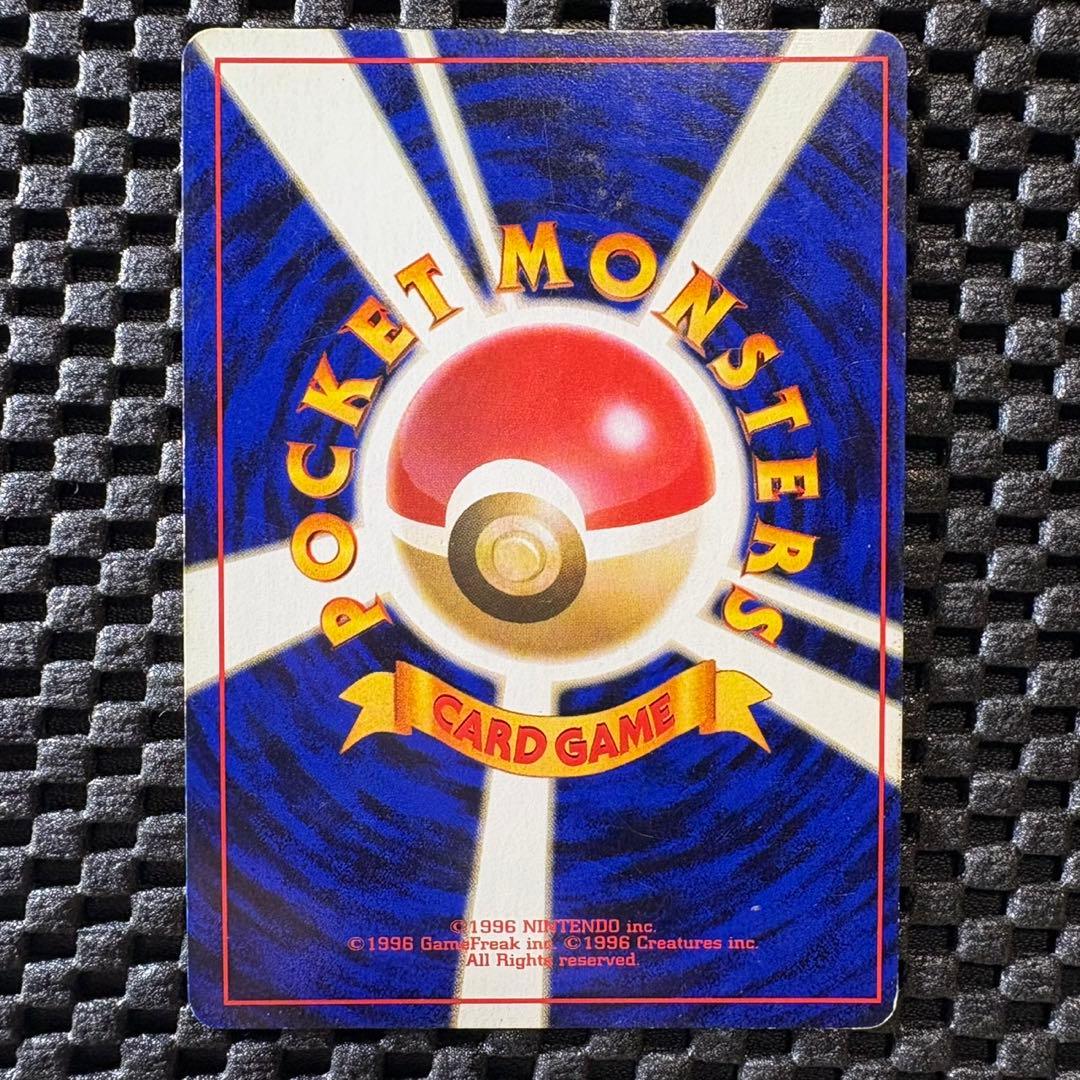 POCKET MONSTERS
CARD GAME
©1996 NINTENDO inc.
©1996 GameFreak inc. ©1996 Creatures inc.
All Rights reserved.